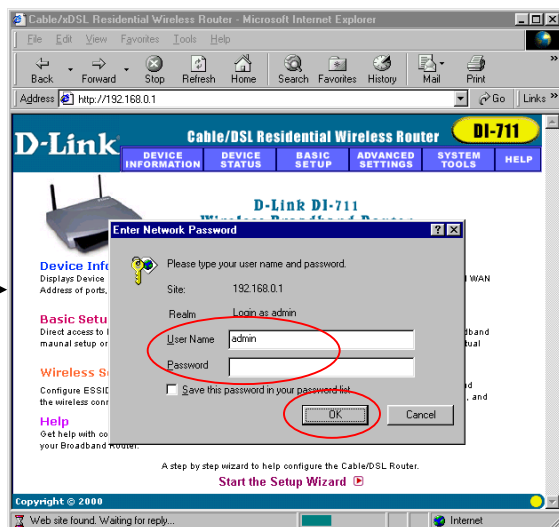 Cable/xDSL Residential Wireless Router - Microsoft Internet Explorer
File Edit View Favorites Tools Help
Back Forward Stop Refresh Home Search Favorites History Mail Print
Address http://192.168.0.1 Go Links
D-Link Cable/DSL Residential Wireless Router DI-711
DEVICE INFORMATION DEVICE STATUS BASIC SETUP ADVANCED SETTINGS SYSTEM TOOLS HELP
D-Link DI-711
Wireless Broadband Router
Enter Network Password
Please type your user name and password.
Site: 192.168.0.1
Realm Login as admin
User Name admin
Password
Save this password in your password list
OK Cancel
Device Info
Displays Device WAN
Address of ports,
Basic Setu
Direct access to
maunal setup or
Wireless S
Configure ESSID
the wireless conn , and
Help
Get help with co
your Broadband Router.
A step by step wizard to help configure the Cable/DSL Router.
Start the Setup Wizard
Copyright © 2000
Web site found. Waiting for reply... Internet